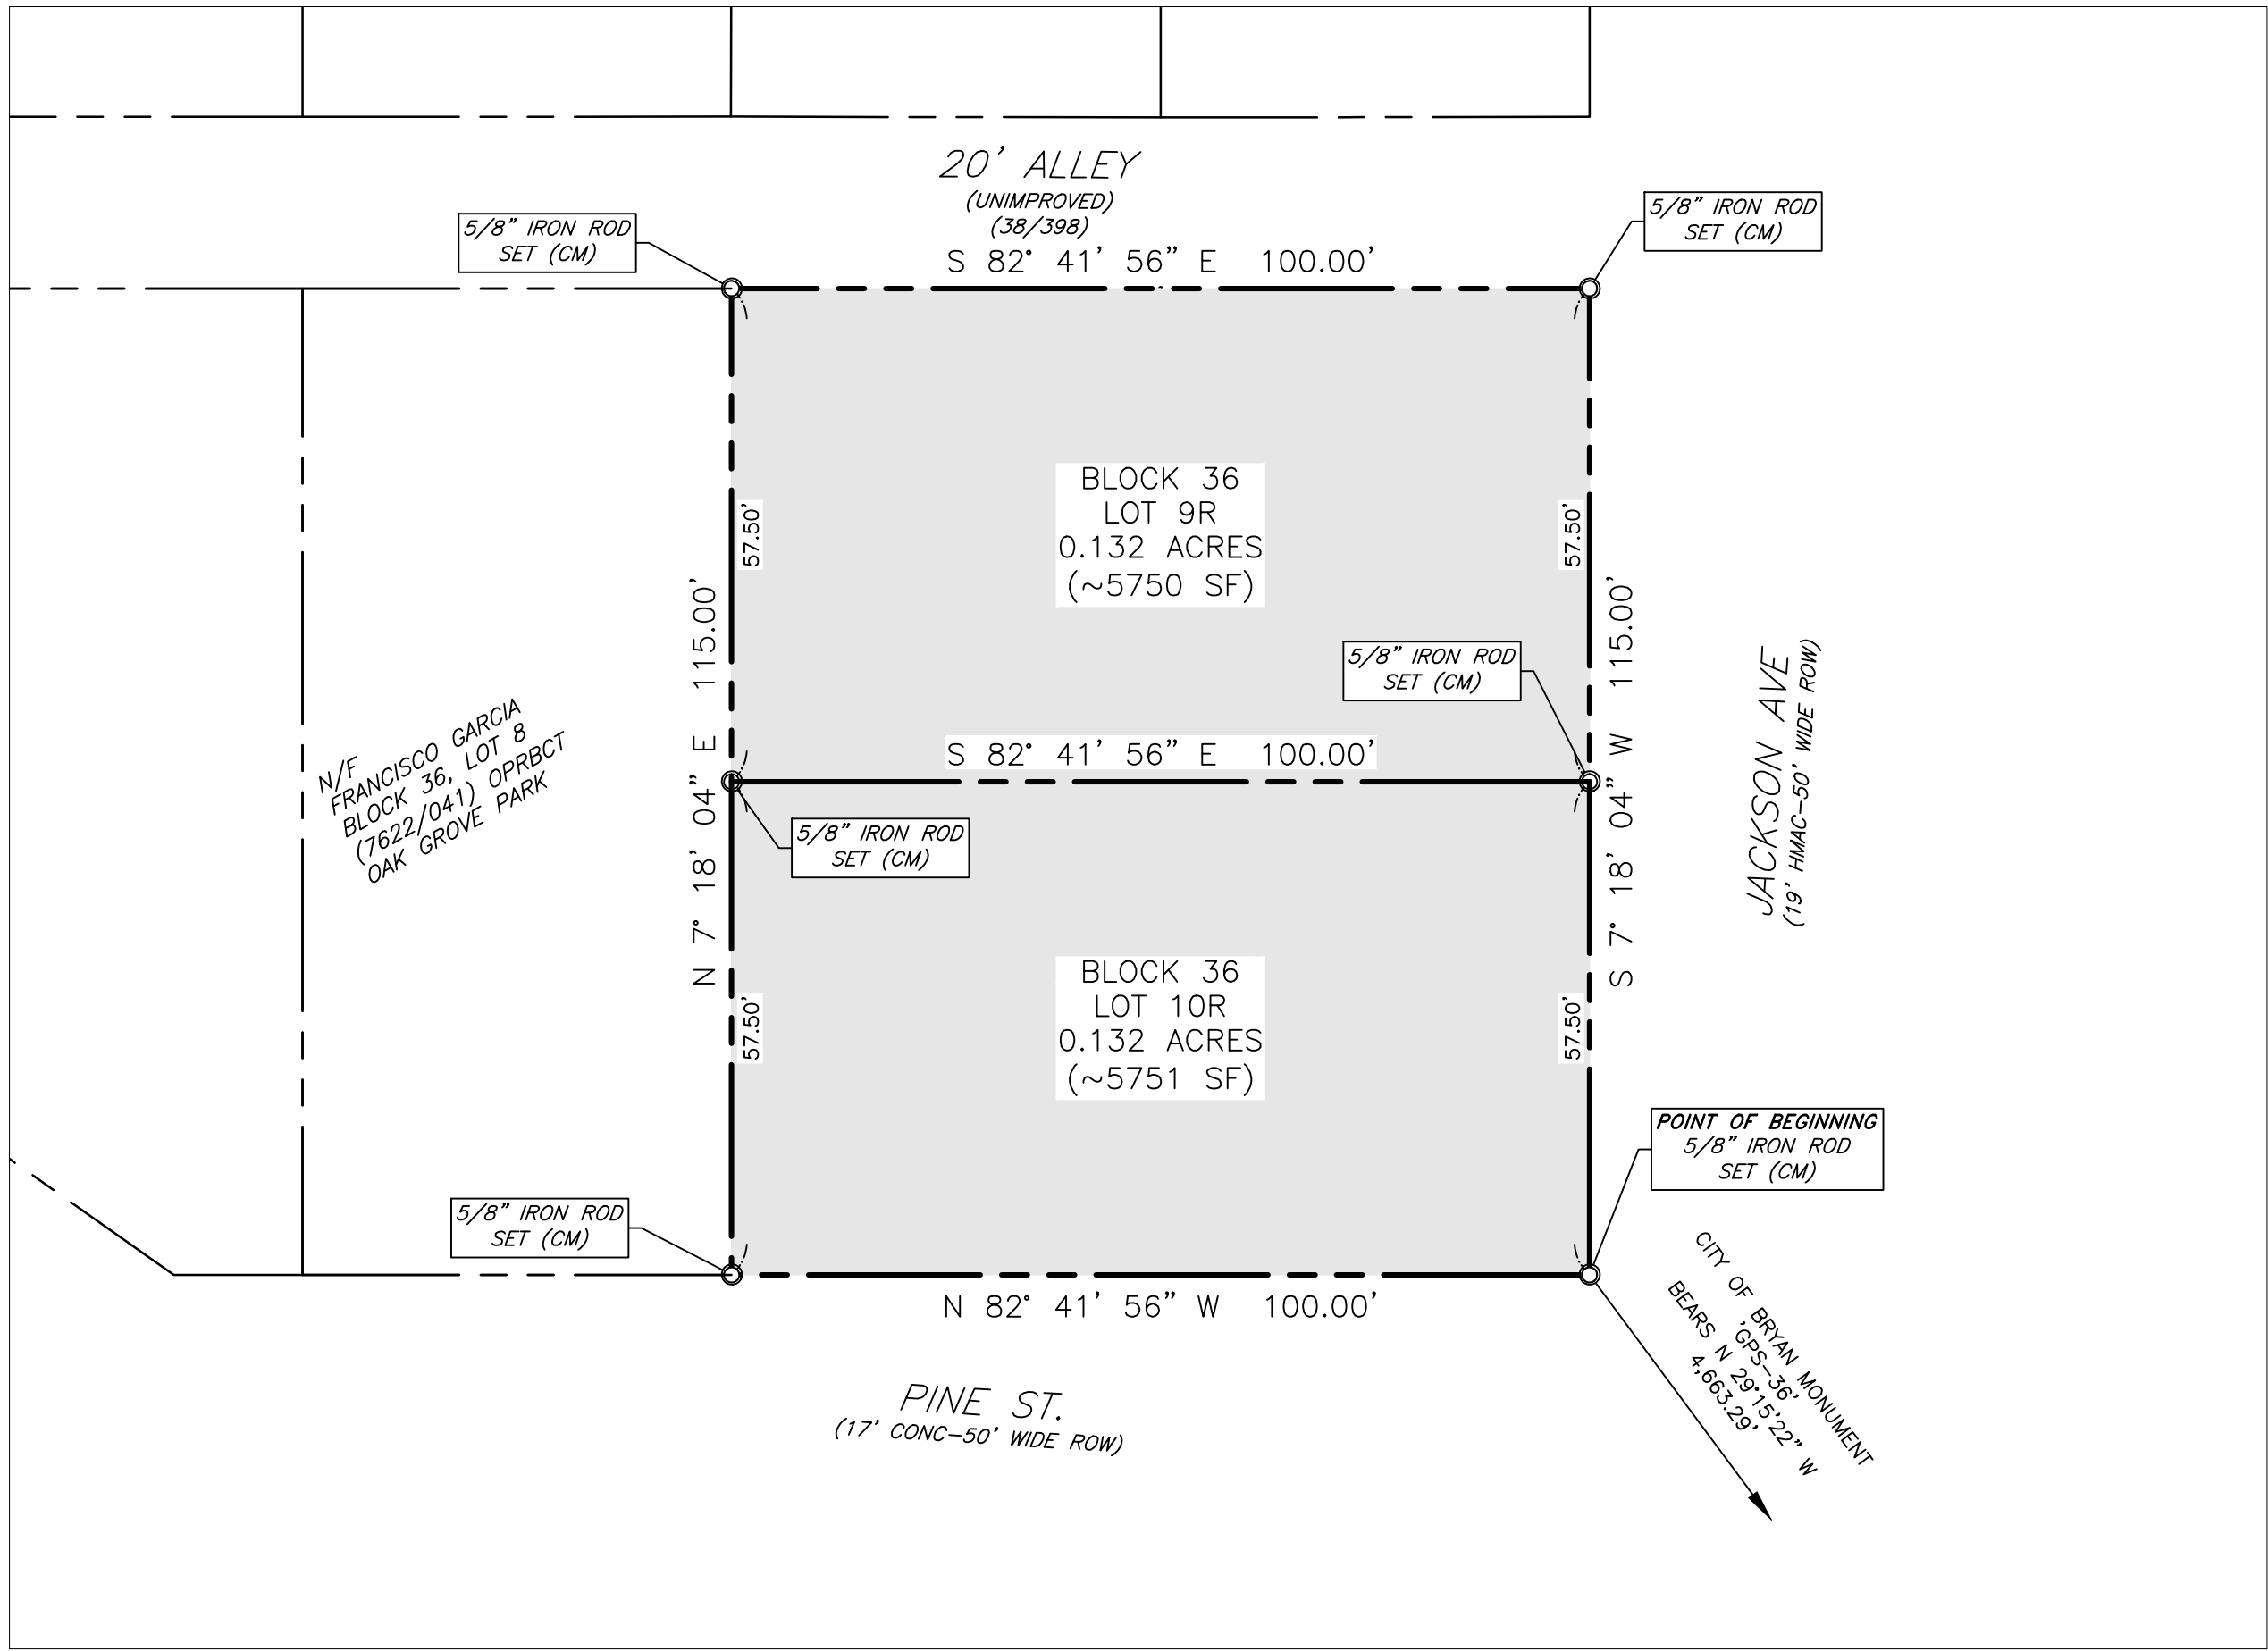 20' ALLEY
(UNIMPROVED)
(38/398)
S 82° 41' 56" E 100.00'
5/8" IRON ROD
SET (CM)
5/8" IRON ROD
SET (CM)
BLOCK 36
LOT 9R
0.132 ACRES
(~5750 SF)
57.50'
57.50'
N 7° 18' 04" E 115.00'
S 7° 18' 04" W 115.00'
5/8" IRON ROD
SET (CM)
S 82° 41' 56" E 100.00'
5/8" IRON ROD
SET (CM)
N/F
FRANCISCO GARCIA
BLOCK 36, LOT 8
(7622/041) OPRBCT
OAK GROVE PARK
JACKSON AVE
(19' HMAC-50' WIDE ROW)
BLOCK 36
LOT 10R
0.132 ACRES
(~5751 SF)
57.50'
57.50'
POINT OF BEGINNING
5/8" IRON ROD
SET (CM)
5/8" IRON ROD
SET (CM)
N 82° 41' 56" W 100.00'
CITY OF BRYAN MONUMENT
'GPS-36'
BEARS N 29°15'22" W
4,663.29'
PINE ST.
(17' CONC-50' WIDE ROW)